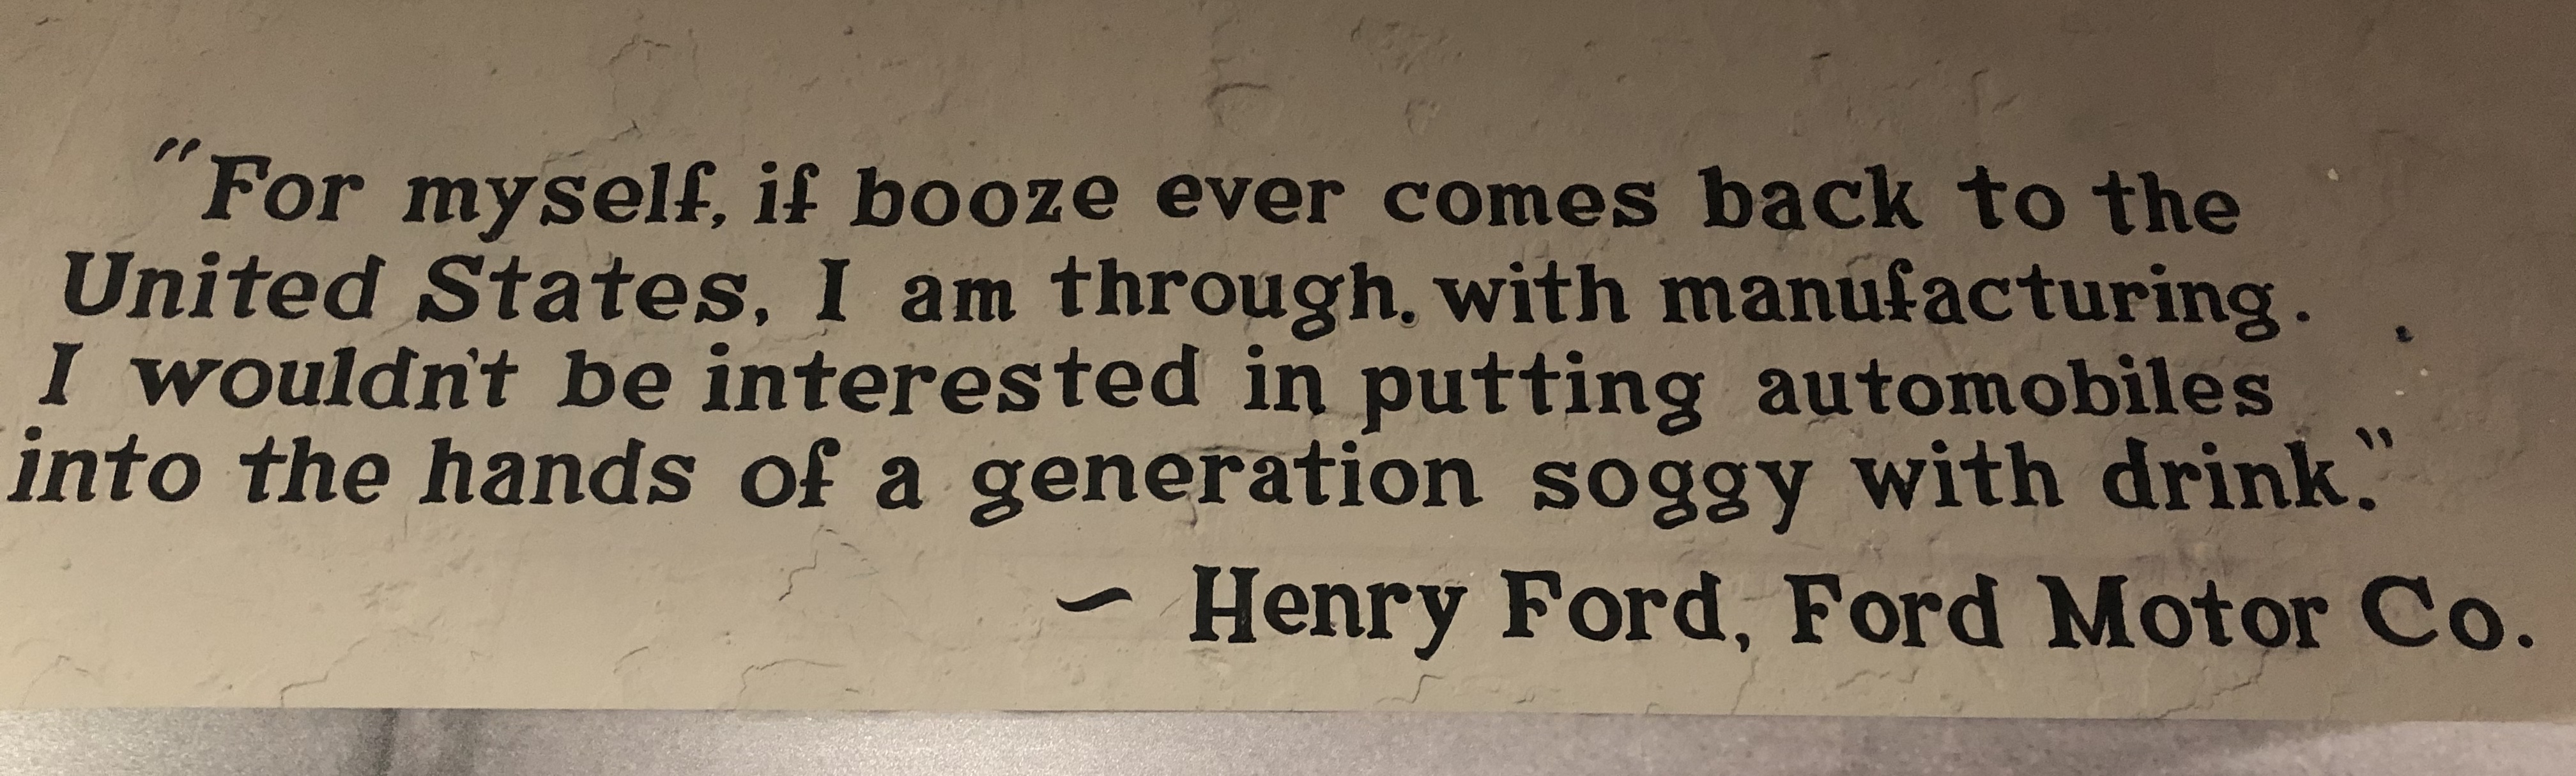 "For myself, if booze ever comes back to the
United States, I am through. with manufacturing.
I wouldn't be interested in putting automobiles
into the hands of a generation soggy with drink."
~ Henry Ford, Ford Motor Co.